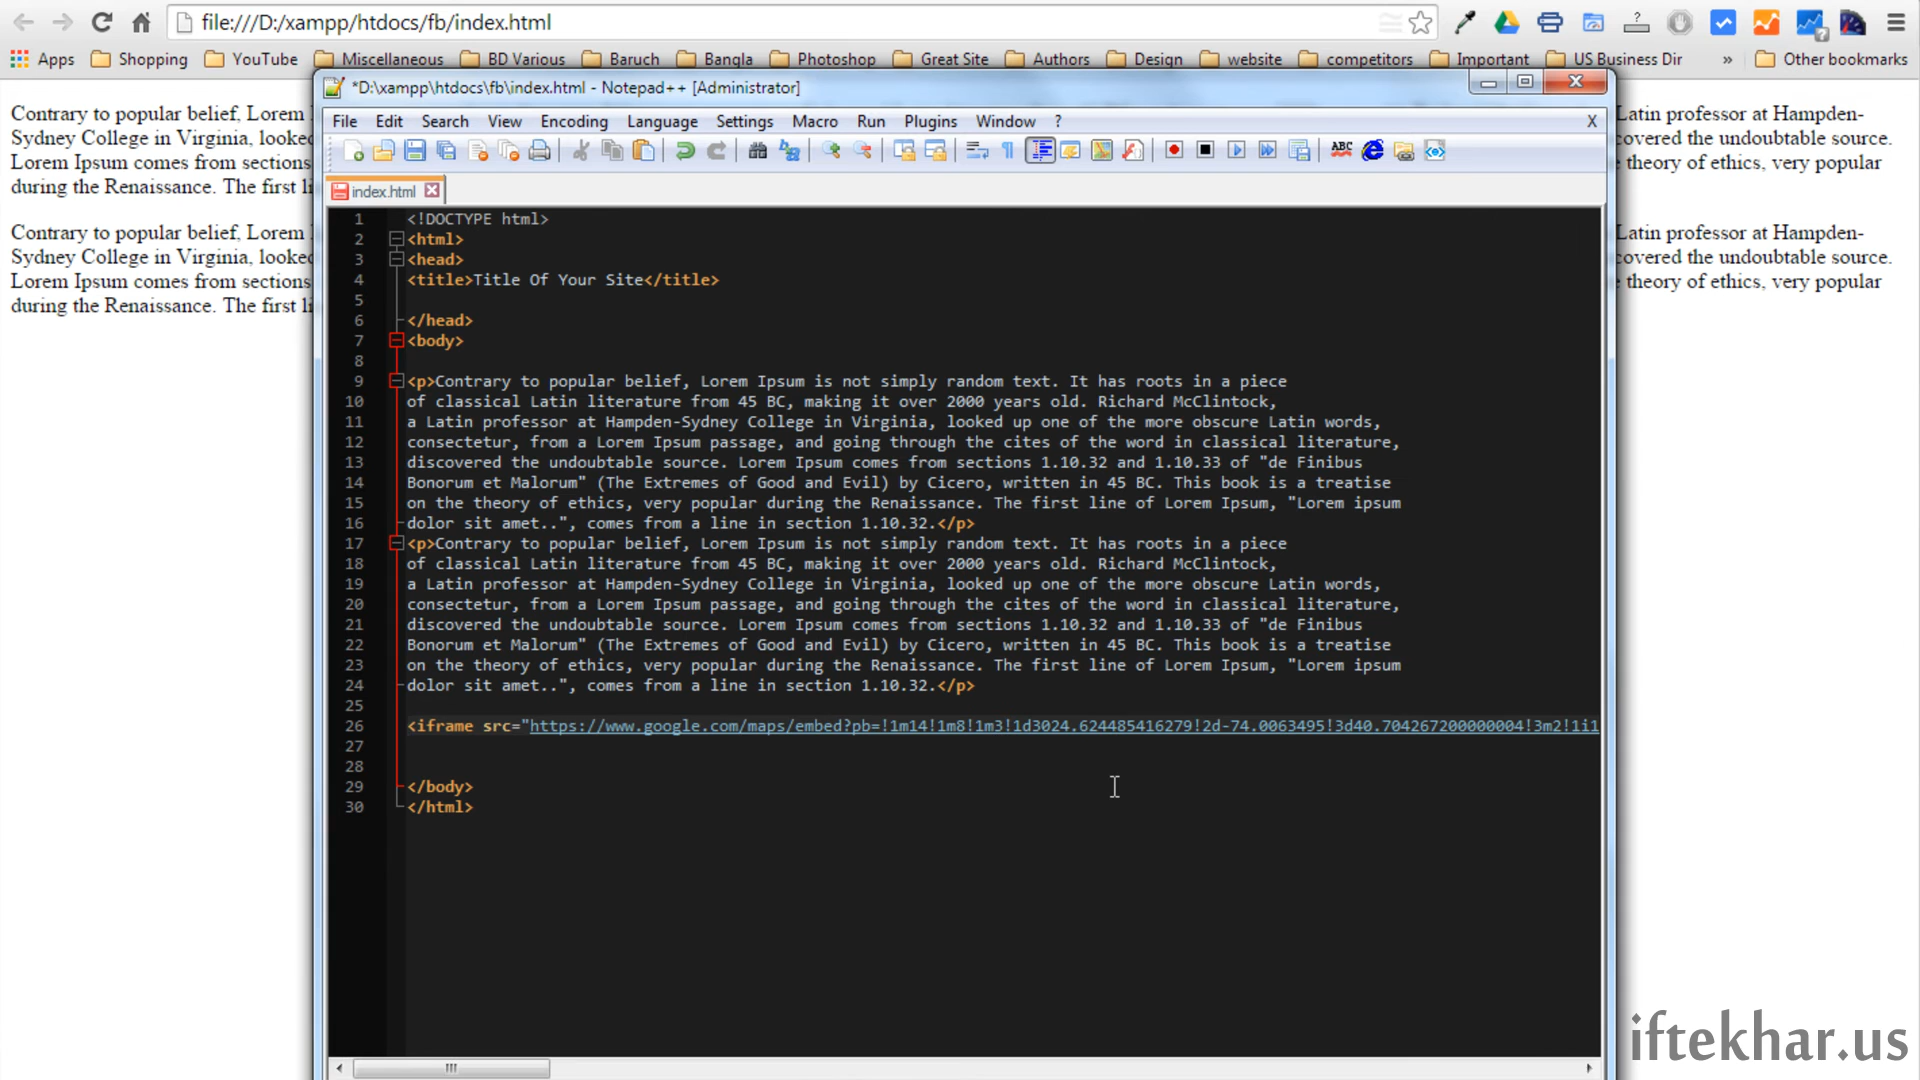 file:///D:/xampp/htdocs/fb/index.html
Apps Shopping YouTube Miscellaneous BD Various Baruch Bangla Photoshop Great Site Authors Design website competitors Important US Business Dir » Other bookmarks
*D:\xampp\htdocs\fb\index.html - Notepad++ [Administrator]
File Edit Search View Encoding Language Settings Macro Run Plugins Window ? X
ABC
index.html
Contrary to popular belief, Lorem
Sydney College in Virginia, looke
Lorem Ipsum comes from sections
during the Renaissance. The first li
Contrary to popular belief, Lorem
Sydney College in Virginia, looke
Lorem Ipsum comes from sections
during the Renaissance. The first li
Latin professor at Hampden-
covered the undoubtable source.
theory of ethics, very popular
Latin professor at Hampden-
covered the undoubtable source.
theory of ethics, very popular
1 <!DOCTYPE html>
2 <html>
3 <head>
4 <title>Title Of Your Site</title>
5
6 </head>
7 <body>
8
9 <p>Contrary to popular belief, Lorem Ipsum is not simply random text. It has roots in a piece
10 of classical Latin literature from 45 BC, making it over 2000 years old. Richard McClintock,
11 a Latin professor at Hampden-Sydney College in Virginia, looked up one of the more obscure Latin words,
12 consectetur, from a Lorem Ipsum passage, and going through the cites of the word in classical literature,
13 discovered the undoubtable source. Lorem Ipsum comes from sections 1.10.32 and 1.10.33 of "de Finibus
14 Bonorum et Malorum" (The Extremes of Good and Evil) by Cicero, written in 45 BC. This book is a treatise
15 on the theory of ethics, very popular during the Renaissance. The first line of Lorem Ipsum, "Lorem ipsum
16 dolor sit amet..", comes from a line in section 1.10.32.</p>
17 <p>Contrary to popular belief, Lorem Ipsum is not simply random text. It has roots in a piece
18 of classical Latin literature from 45 BC, making it over 2000 years old. Richard McClintock,
19 a Latin professor at Hampden-Sydney College in Virginia, looked up one of the more obscure Latin words,
20 consectetur, from a Lorem Ipsum passage, and going through the cites of the word in classical literature,
21 discovered the undoubtable source. Lorem Ipsum comes from sections 1.10.32 and 1.10.33 of "de Finibus
22 Bonorum et Malorum" (The Extremes of Good and Evil) by Cicero, written in 45 BC. This book is a treatise
23 on the theory of ethics, very popular during the Renaissance. The first line of Lorem Ipsum, "Lorem ipsum
24 dolor sit amet..", comes from a line in section 1.10.32.</p>
25
26 <iframe src="https://www.google.com/maps/embed?pb=!1m14!1m8!1m3!1d3024.624485416279!2d-74.0063495!3d40.704267200000004!3m2!1i1
27
28
29 </body>
30 </html>
iftekhar.us